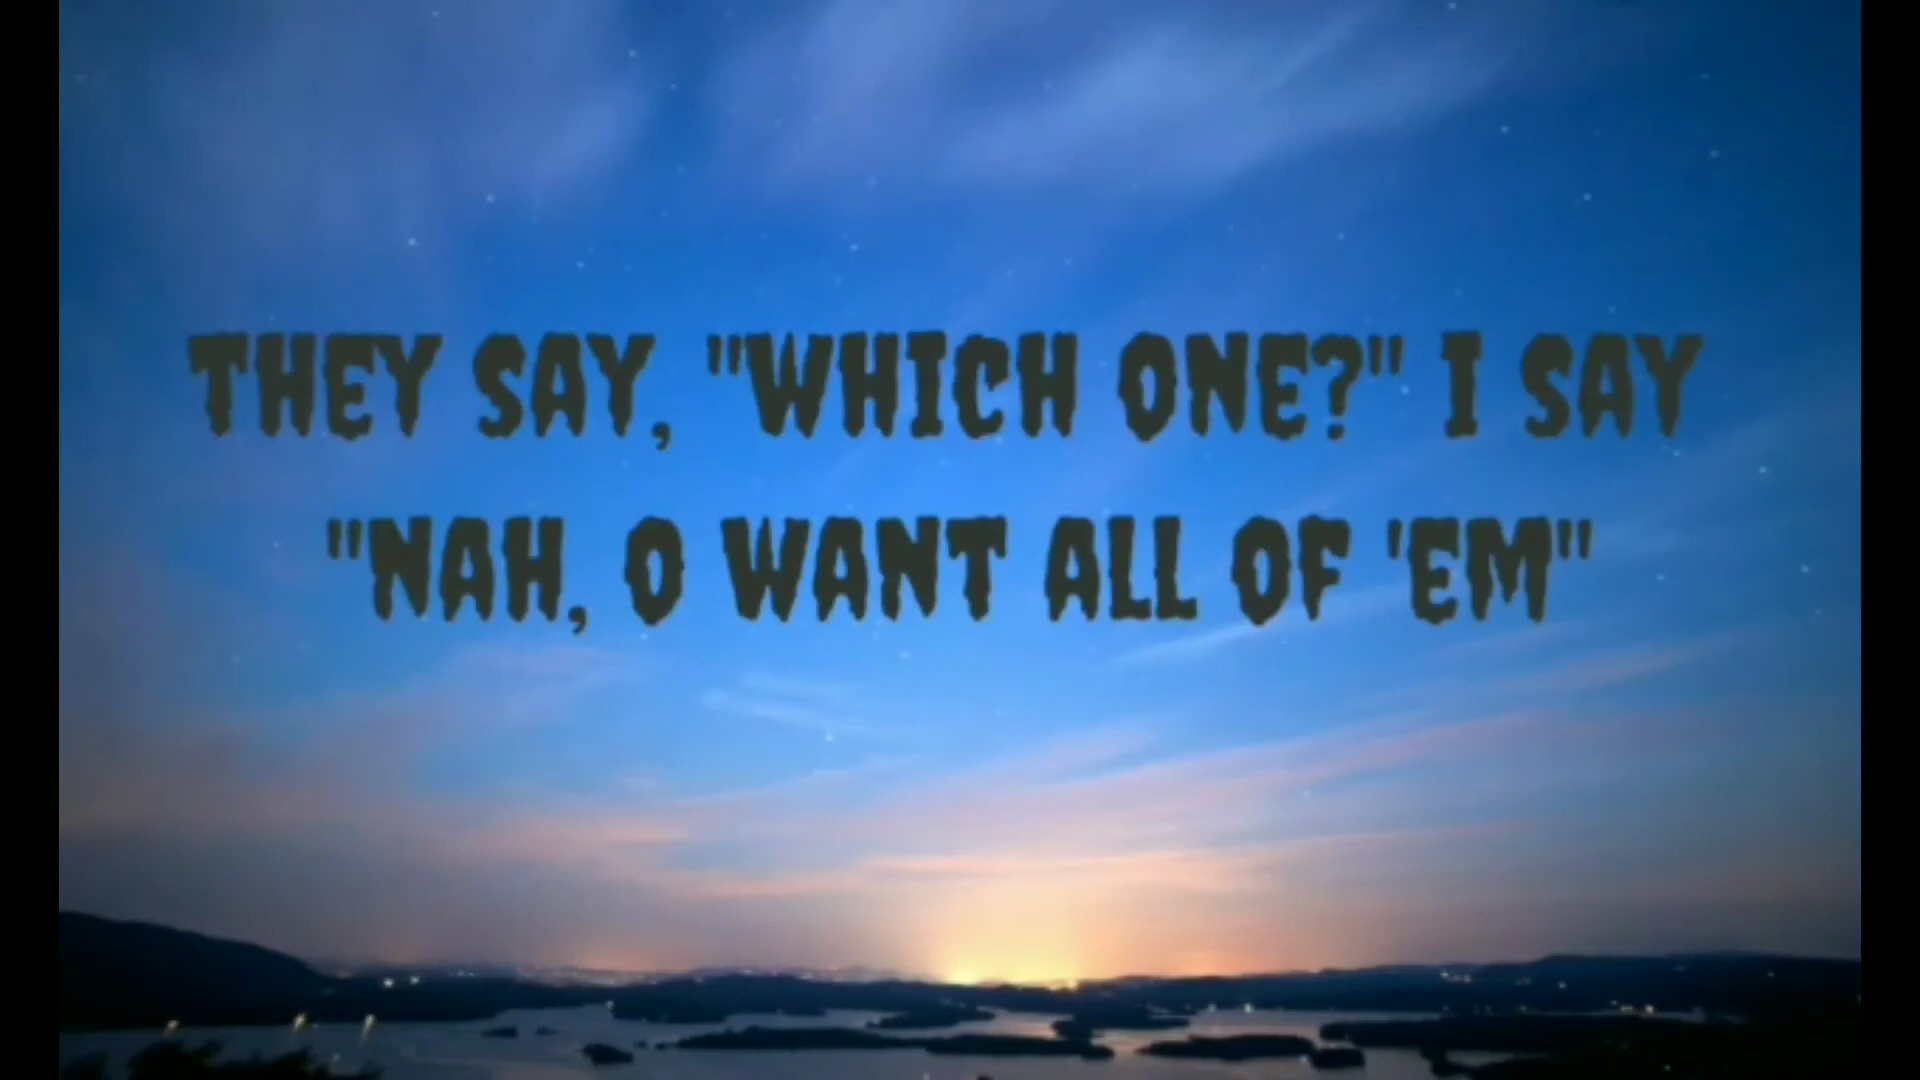 THEY SAY, "WHICH ONE?" I SAY
"NAH, O WANT ALL OF 'EM"